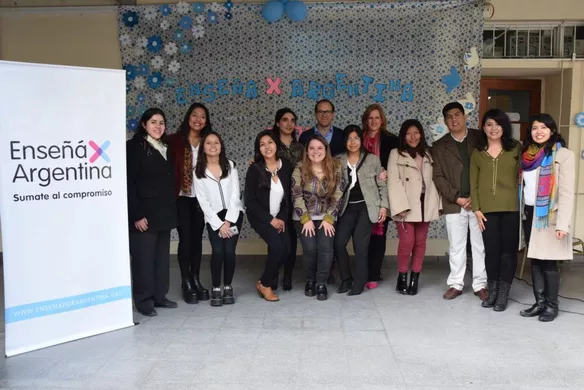 Enseñá
Argentina
Sumate al compromiso
WWW.ENSENAPORARGENTINA.ORG
ENSEÑÁ X ARGENTINA